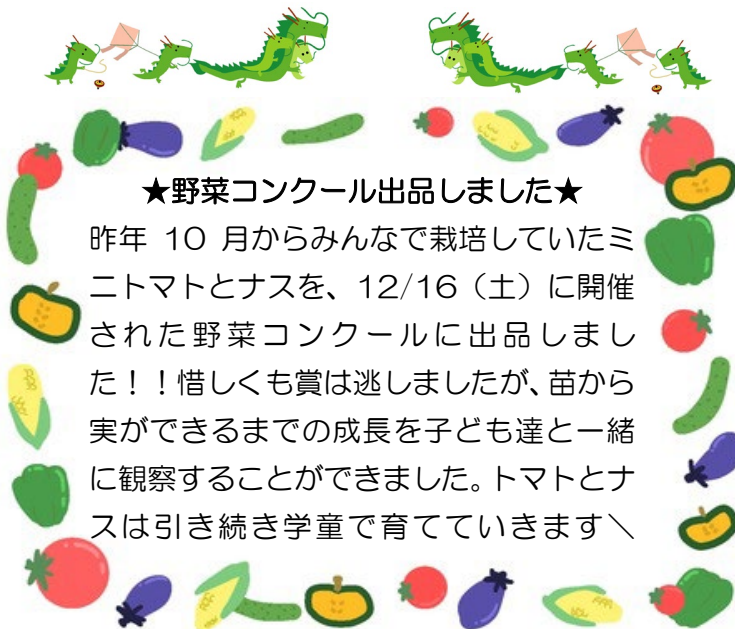 ★野菜コンクール出品しました★
昨年 10 月からみんなで栽培していたミ
ニトマトとナスを、12/16（土）に開催
された野菜コンクールに出品しまし
た！！惜しくも賞は逃しましたが、苗から
実ができるまでの成長を子ども達と一緒
に観察することができました。トマトとナ
スは引き続き学童で育てていきます＼